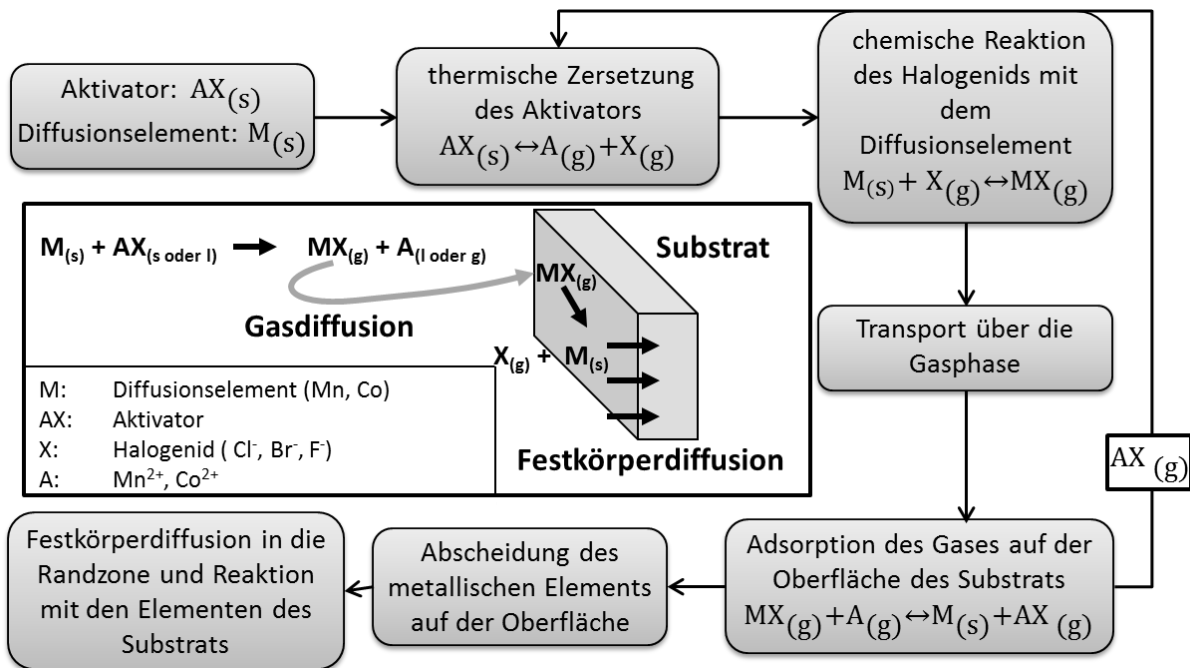 Aktivator: AX(s)
Diffusionselement: M(s)
thermische Zersetzung
des Aktivators
AX(s)↔A(g)+X(g)
chemische Reaktion
des Halogenids mit
dem
Diffusionselement
M(s)+ X(g)↔MX(g)
M(s) + AX(s oder l) → MX(g) + A(l oder g)
Gasdiffusion
Substrat
MX(g)
X(g) + M(s)
Festkörperdiffusion
M: Diffusionselement (Mn, Co)
AX: Aktivator
X: Halogenid ( Cl⁻, Br⁻, F⁻)
A: Mn²⁺, Co²⁺
Transport über die
Gasphase
AX (g)
Adsorption des Gases auf der
Oberfläche des Substrats
MX(g)+A(g)↔M(s)+AX (g)
Abscheidung des
metallischen Elements
auf der Oberfläche
Festkörperdiffusion in die
Randzone und Reaktion
mit den Elementen des
Substrats